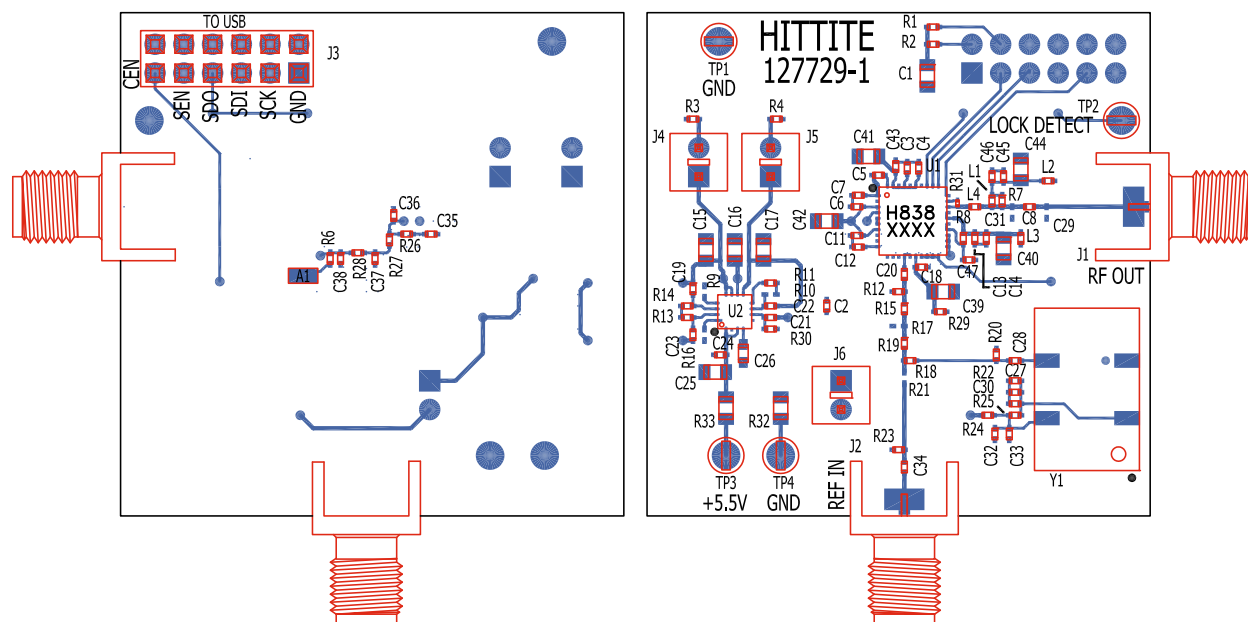 TO USB
J3
CEN
SEN
SDO
SDI
SCK
GND
C36
C35
R26
R27
R6
C38
R28
C37
A1
HITTITE
127729-1
TP1
GND
R1
R2
C1
TP2
LOCK DETECT
R3
R4
J4
J5
C41
C43
C3
C4
U1
C5
C7
C6
C42
C11
C12
H838
XXXX
R31
L1
C46
C45
C44
L2
L4
R7
R8
C31
C8
C29
L3
C40
C47
C13
C14
J1
RF OUT
C15
C16
C17
C19
R9
R11
R10
R14
R13
C22
C21
R30
U2
C2
C23
R16
C24
C25
C26
C20
C18
R12
R15
C39
R29
R17
R19
R18
R21
R20
C28
R22
C27
C30
R25
R24
C32
C33
Y1
J6
R33
R32
TP3
+5.5V
TP4
GND
R23
C34
J2
REF IN